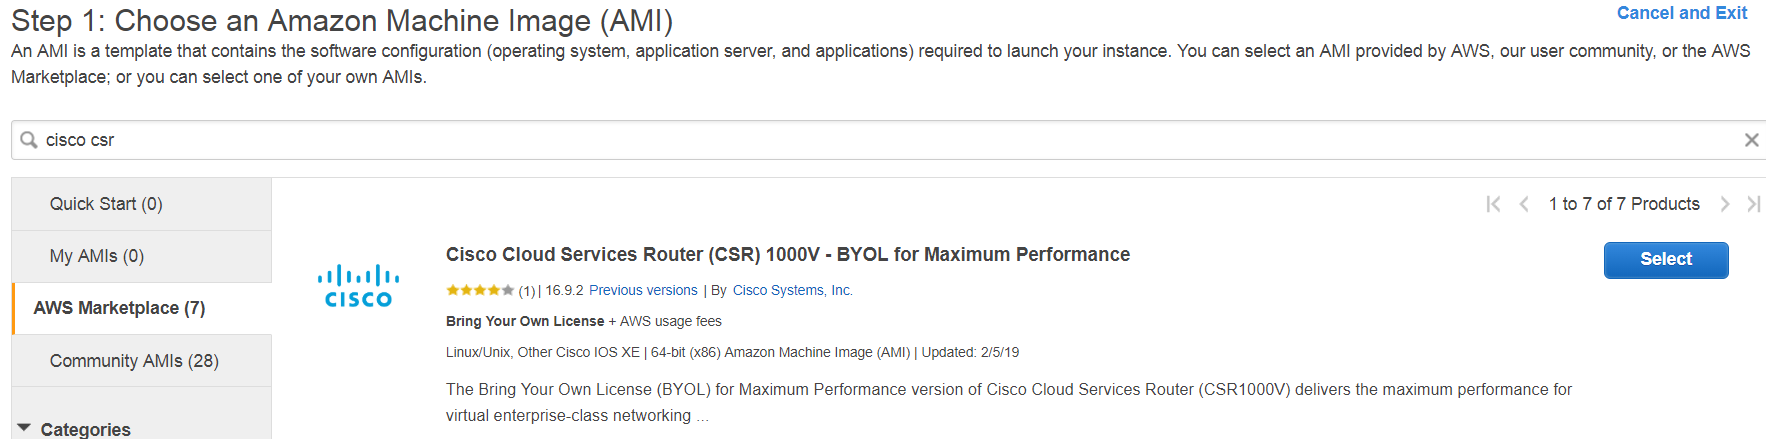 Step 1: Choose an Amazon Machine Image (AMI)
Cancel and Exit
An AMI is a template that contains the software configuration (operating system, application server, and applications) required to launch your instance. You can select an AMI provided by AWS, our user community, or the AWS
Marketplace; or you can select one of your own AMIs.
cisco csr
Quick Start (0)
My AMIs (0)
AWS Marketplace (7)
Community AMIs (28)
Categories
1 to 7 of 7 Products
CISCO
Cisco Cloud Services Router (CSR) 1000V - BYOL for Maximum Performance
Select
(1) | 16.9.2 Previous versions | By Cisco Systems, Inc.
Bring Your Own License + AWS usage fees
Linux/Unix, Other Cisco IOS XE | 64-bit (x86) Amazon Machine Image (AMI) | Updated: 2/5/19
The Bring Your Own License (BYOL) for Maximum Performance version of Cisco Cloud Services Router (CSR1000V) delivers the maximum performance for
virtual enterprise-class networking ...